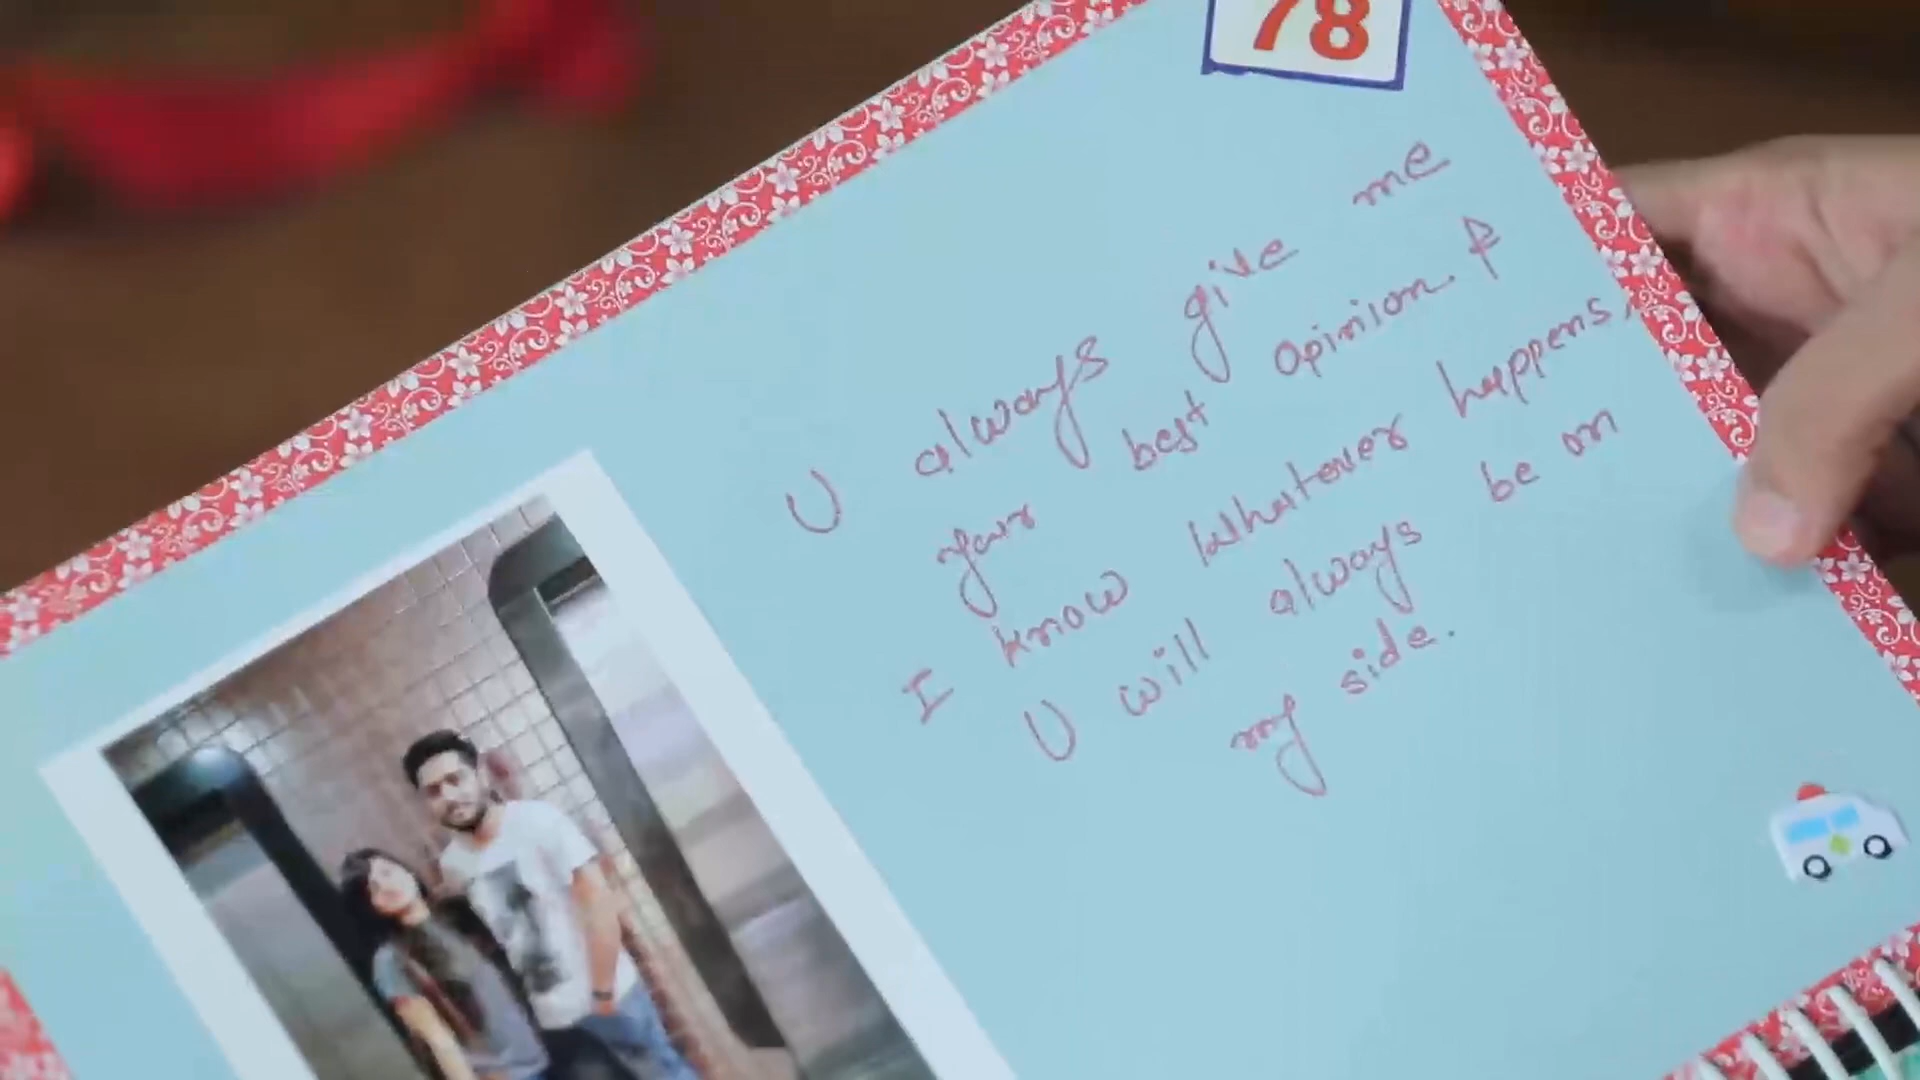 78
U always give me
your best opinion &
I know whatever happens,
U will always be on
my side.